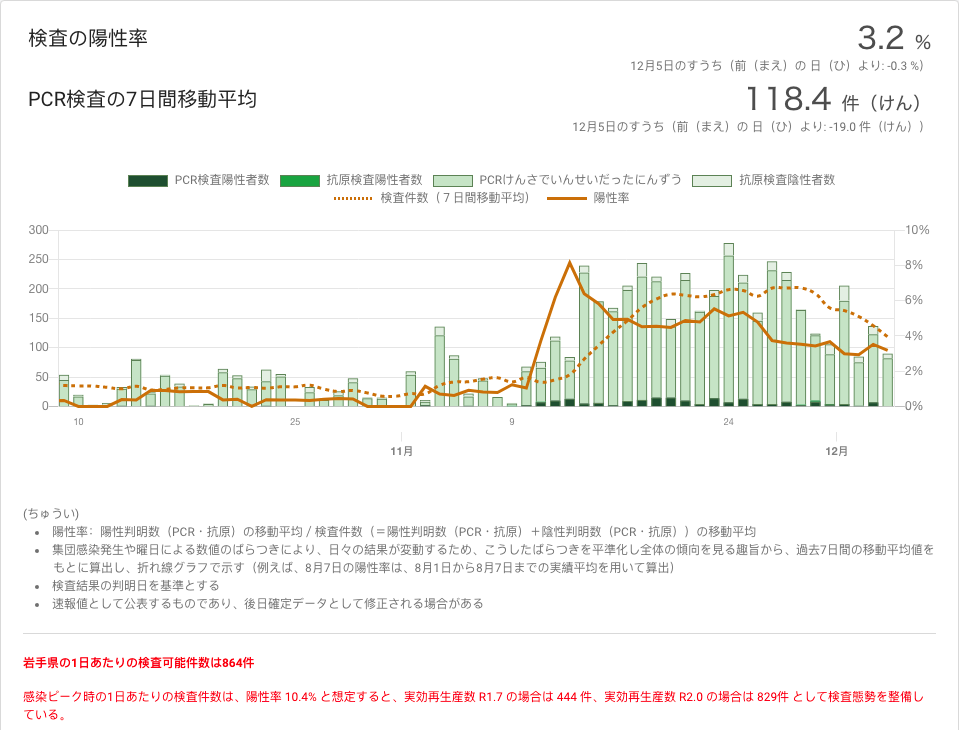 検査の陽性率
3.2 %
12月5日のすうち（前（まえ）の 日（ひ）より: -0.3 %）
PCR検査の7日間移動平均
118.4 件（けん）
12月5日のすうち（前（まえ）の 日（ひ）より: -19.0 件（けん））
PCR検査陽性者数 抗原検査陽性者数 PCRけんさでいんせいだったにんずう 抗原検査陰性者数
検査件数（７日間移動平均） 陽性率
300 10%
250 8%
200 6%
150 4%
100 2%
50 0%
0
10 25 9 24
11月 12月
(ちゅうい)
陽性率：陽性判明数（PCR・抗原）の移動平均 / 検査件数（＝陽性判明数（PCR・抗原）＋陰性判明数（PCR・抗原））の移動平均
集団感染発生や曜日による数値のばらつきにより、日々の結果が変動するため、こうしたばらつきを平準化し全体の傾向を見る趣旨から、過去7日間の移動平均値を
もとに算出し、折れ線グラフで示す（例えば、8月7日の陽性率は、8月1日から8月7日までの実績平均を用いて算出）
検査結果の判明日を基準とする
速報値として公表するものであり、後日確定データとして修正される場合がある
岩手県の1日あたりの検査可能件数は864件
感染ピーク時の1日あたりの検査件数は、陽性率 10.4% と想定すると、実効再生産数 R1.7 の場合は 444 件、実効再生産数 R2.0 の場合は 829件 として検査態勢を整備し
ている。